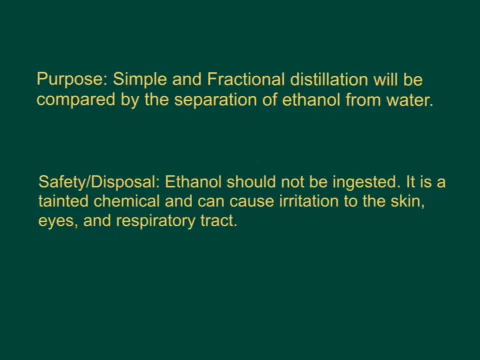 Purpose: Simple and Fractional distillation will be
compared by the separation of ethanol from water.
Safety/Disposal: Ethanol should not be ingested. It is a
tainted chemical and can cause irritation to the skin,
eyes, and respiratory tract.